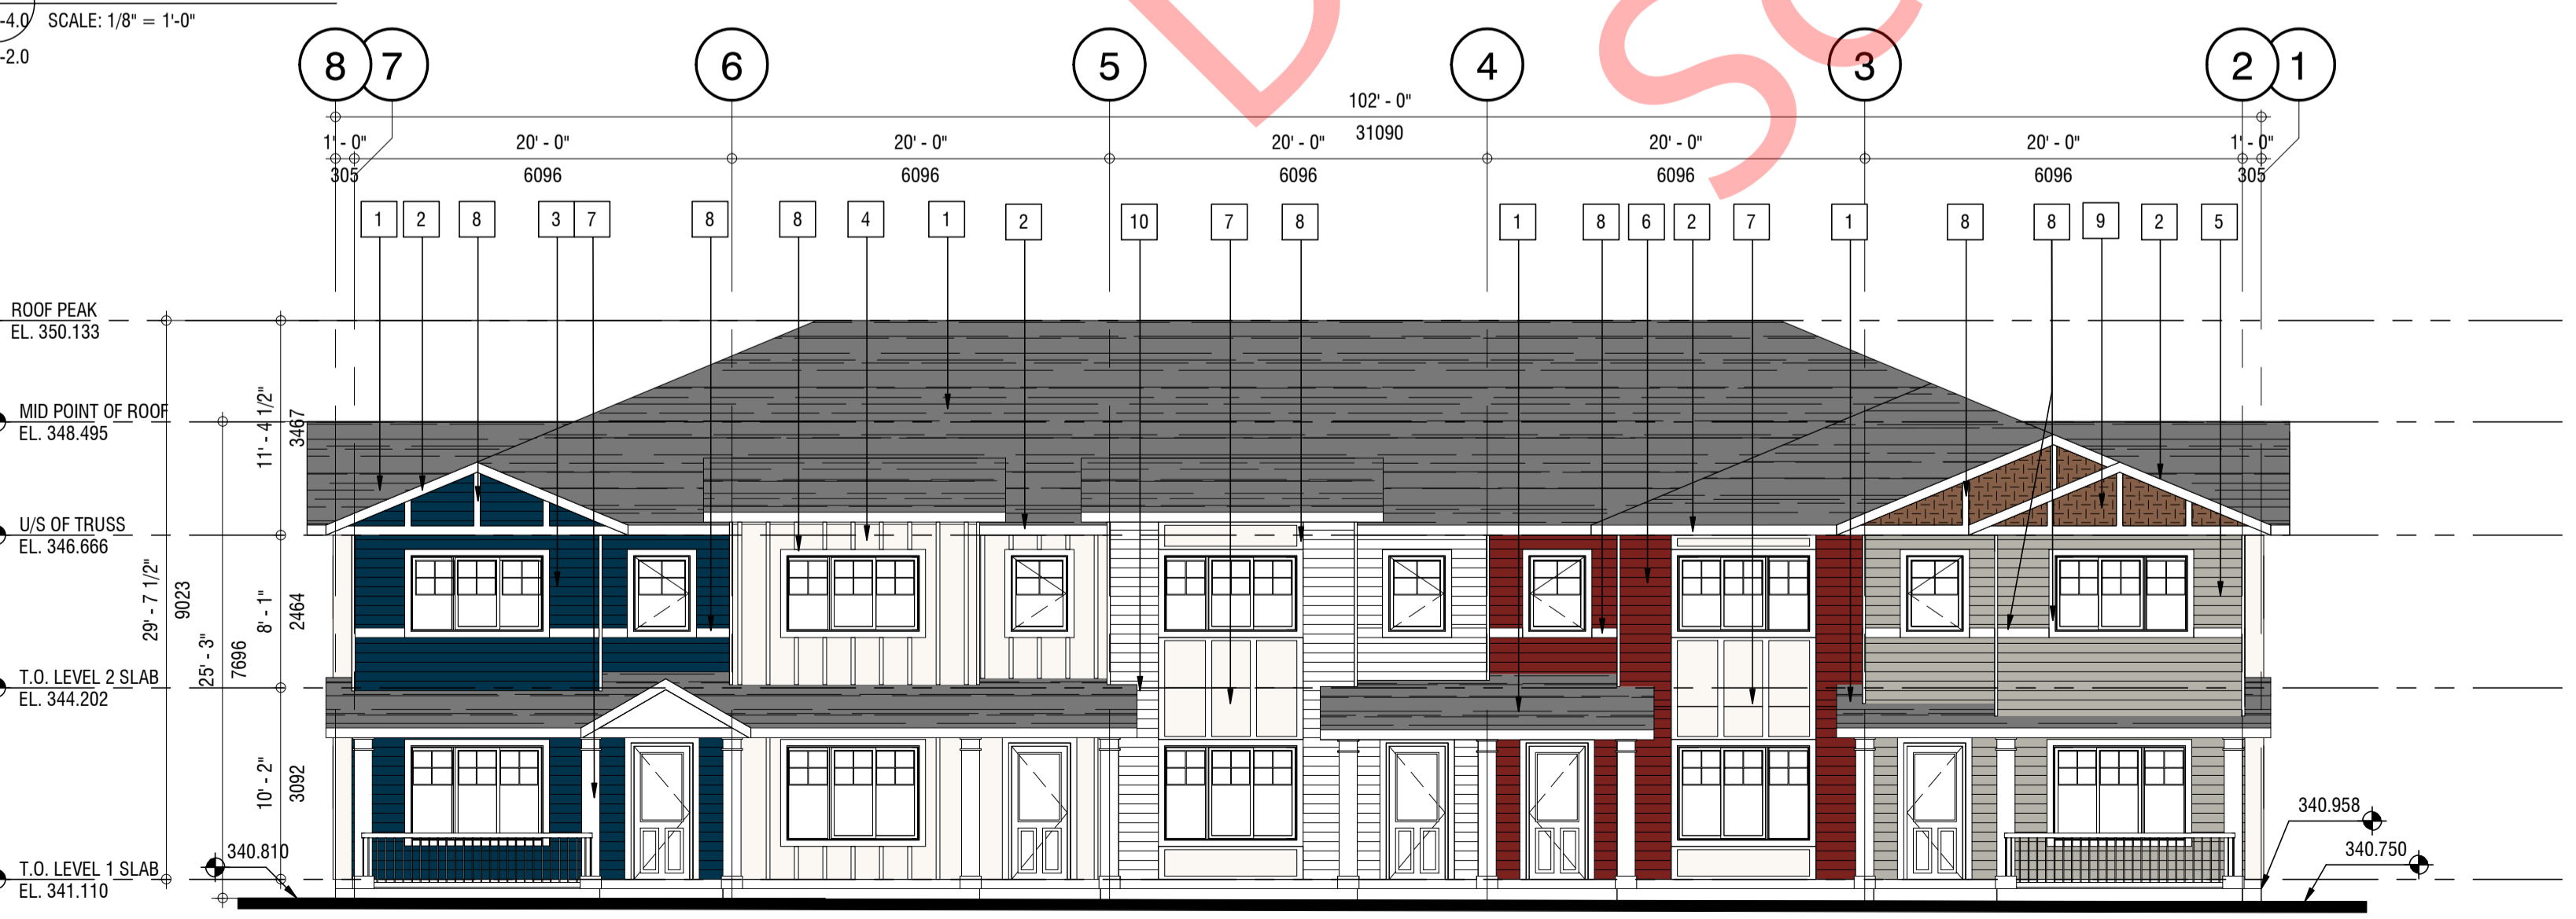 -4.0 SCALE: 1/8" = 1'-0"
-2.0
8 7 6 5 4 3 2 1
102' - 0"
31090
1' - 0" 20' - 0" 20' - 0" 20' - 0" 20' - 0" 20' - 0" 1' - 0"
305 6096 6096 6096 6096 6096 305
1 2 8 3 7 8 8 4 1 2 10 7 8 1 8 6 2 7 1 8 8 9 2 5
ROOF PEAK
EL. 350.133
MID POINT OF ROOF
EL. 348.495
U/S OF TRUSS
EL. 346.666
T.O. LEVEL 2 SLAB
EL. 344.202
T.O. LEVEL 1 SLAB
EL. 341.110
29' - 7 1/2"
9023
25' - 3"
7696
11' - 4 1/2"
3467
8' - 1"
2464
10' - 2"
3092
340.810
340.958
340.750